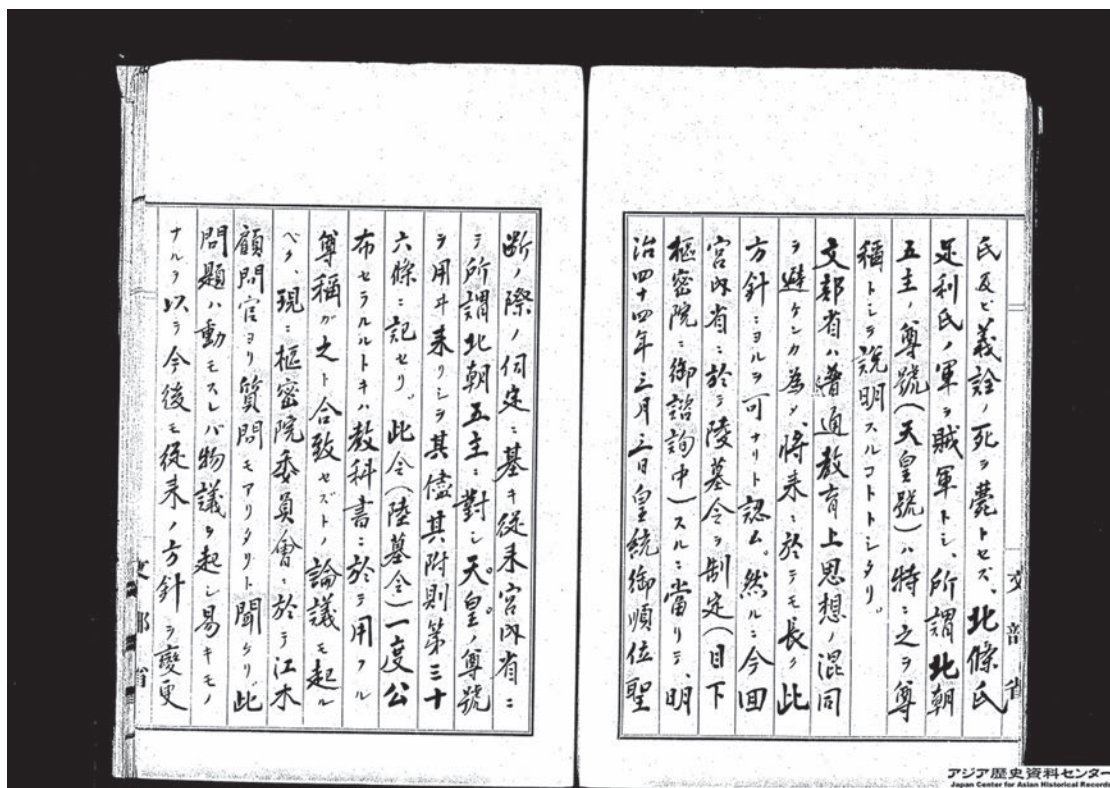 氏及ビ義詮ノ死ヲ薨トセズ、北條氏
足利氏ノ軍ヲ賊軍トシ、所謂北朝
五主ノ尊號(天皇號)ハ特ニ之ヲ尊
稱トシテ説明スルコトトシタリ。
文部省ハ普通教育上思想ノ混同
ヲ避ケンカ為メ、将来ニ於テモ長ク此
方針ニヨルヲ可ナリト認ム。然ルニ今回
宮内省ニ於テ陵墓令ヲ制定(目下
樞密院ニ御諮詢中)スルニ當リテ、明
治四十四年三月三日皇統御順位聖
文部省
断ノ際ノ伺定ニ基キ従来宮内省ニ
テ所謂北朝五主ニ對シ天皇ノ尊號
ヲ用ヰ来リシヲ其儘其附則第三十
六條ニ記セリ。此令(陸墓令)一度公
布セラルルトキハ教科書ニ於テ用フル
尊稱ガ之ト合致セズトノ論議モ起ル
ベク、現ニ樞密院委員會ニ於テ江木
顧問官ヨリ質問モアリタリト聞ケリ。此
問題ハ動モスレバ物議ヲ起シ易キモノ
ナルヲ以テ今後モ従来ノ方針ヲ變更
文部省
アジア歴史資料センター
Japan Center for Asian Historical Records